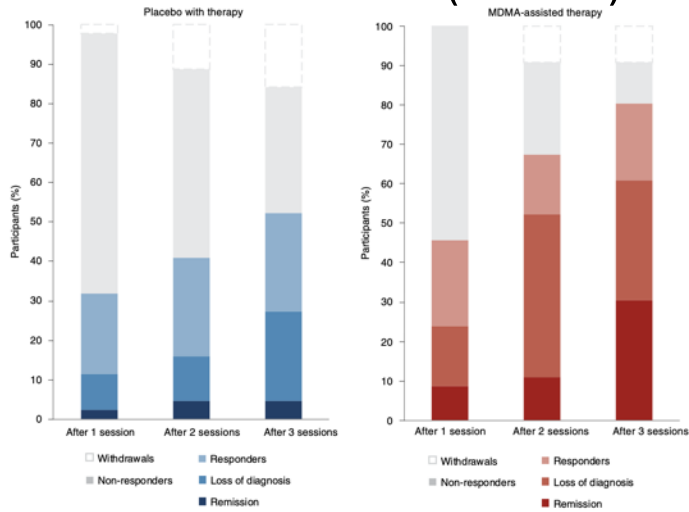 Placebo with therapy
100
90
80
70
60
50
40
30
20
10
0
Participants (%)
After 1 session After 2 sessions After 3 sessions
Withdrawals Responders
Non-responders Loss of diagnosis
Remission
MDMA-assisted therapy
100
90
80
70
60
50
40
30
20
10
0
Participants (%)
After 1 session After 2 sessions After 3 sessions
Withdrawals Responders
Non-responders Loss of diagnosis
Remission